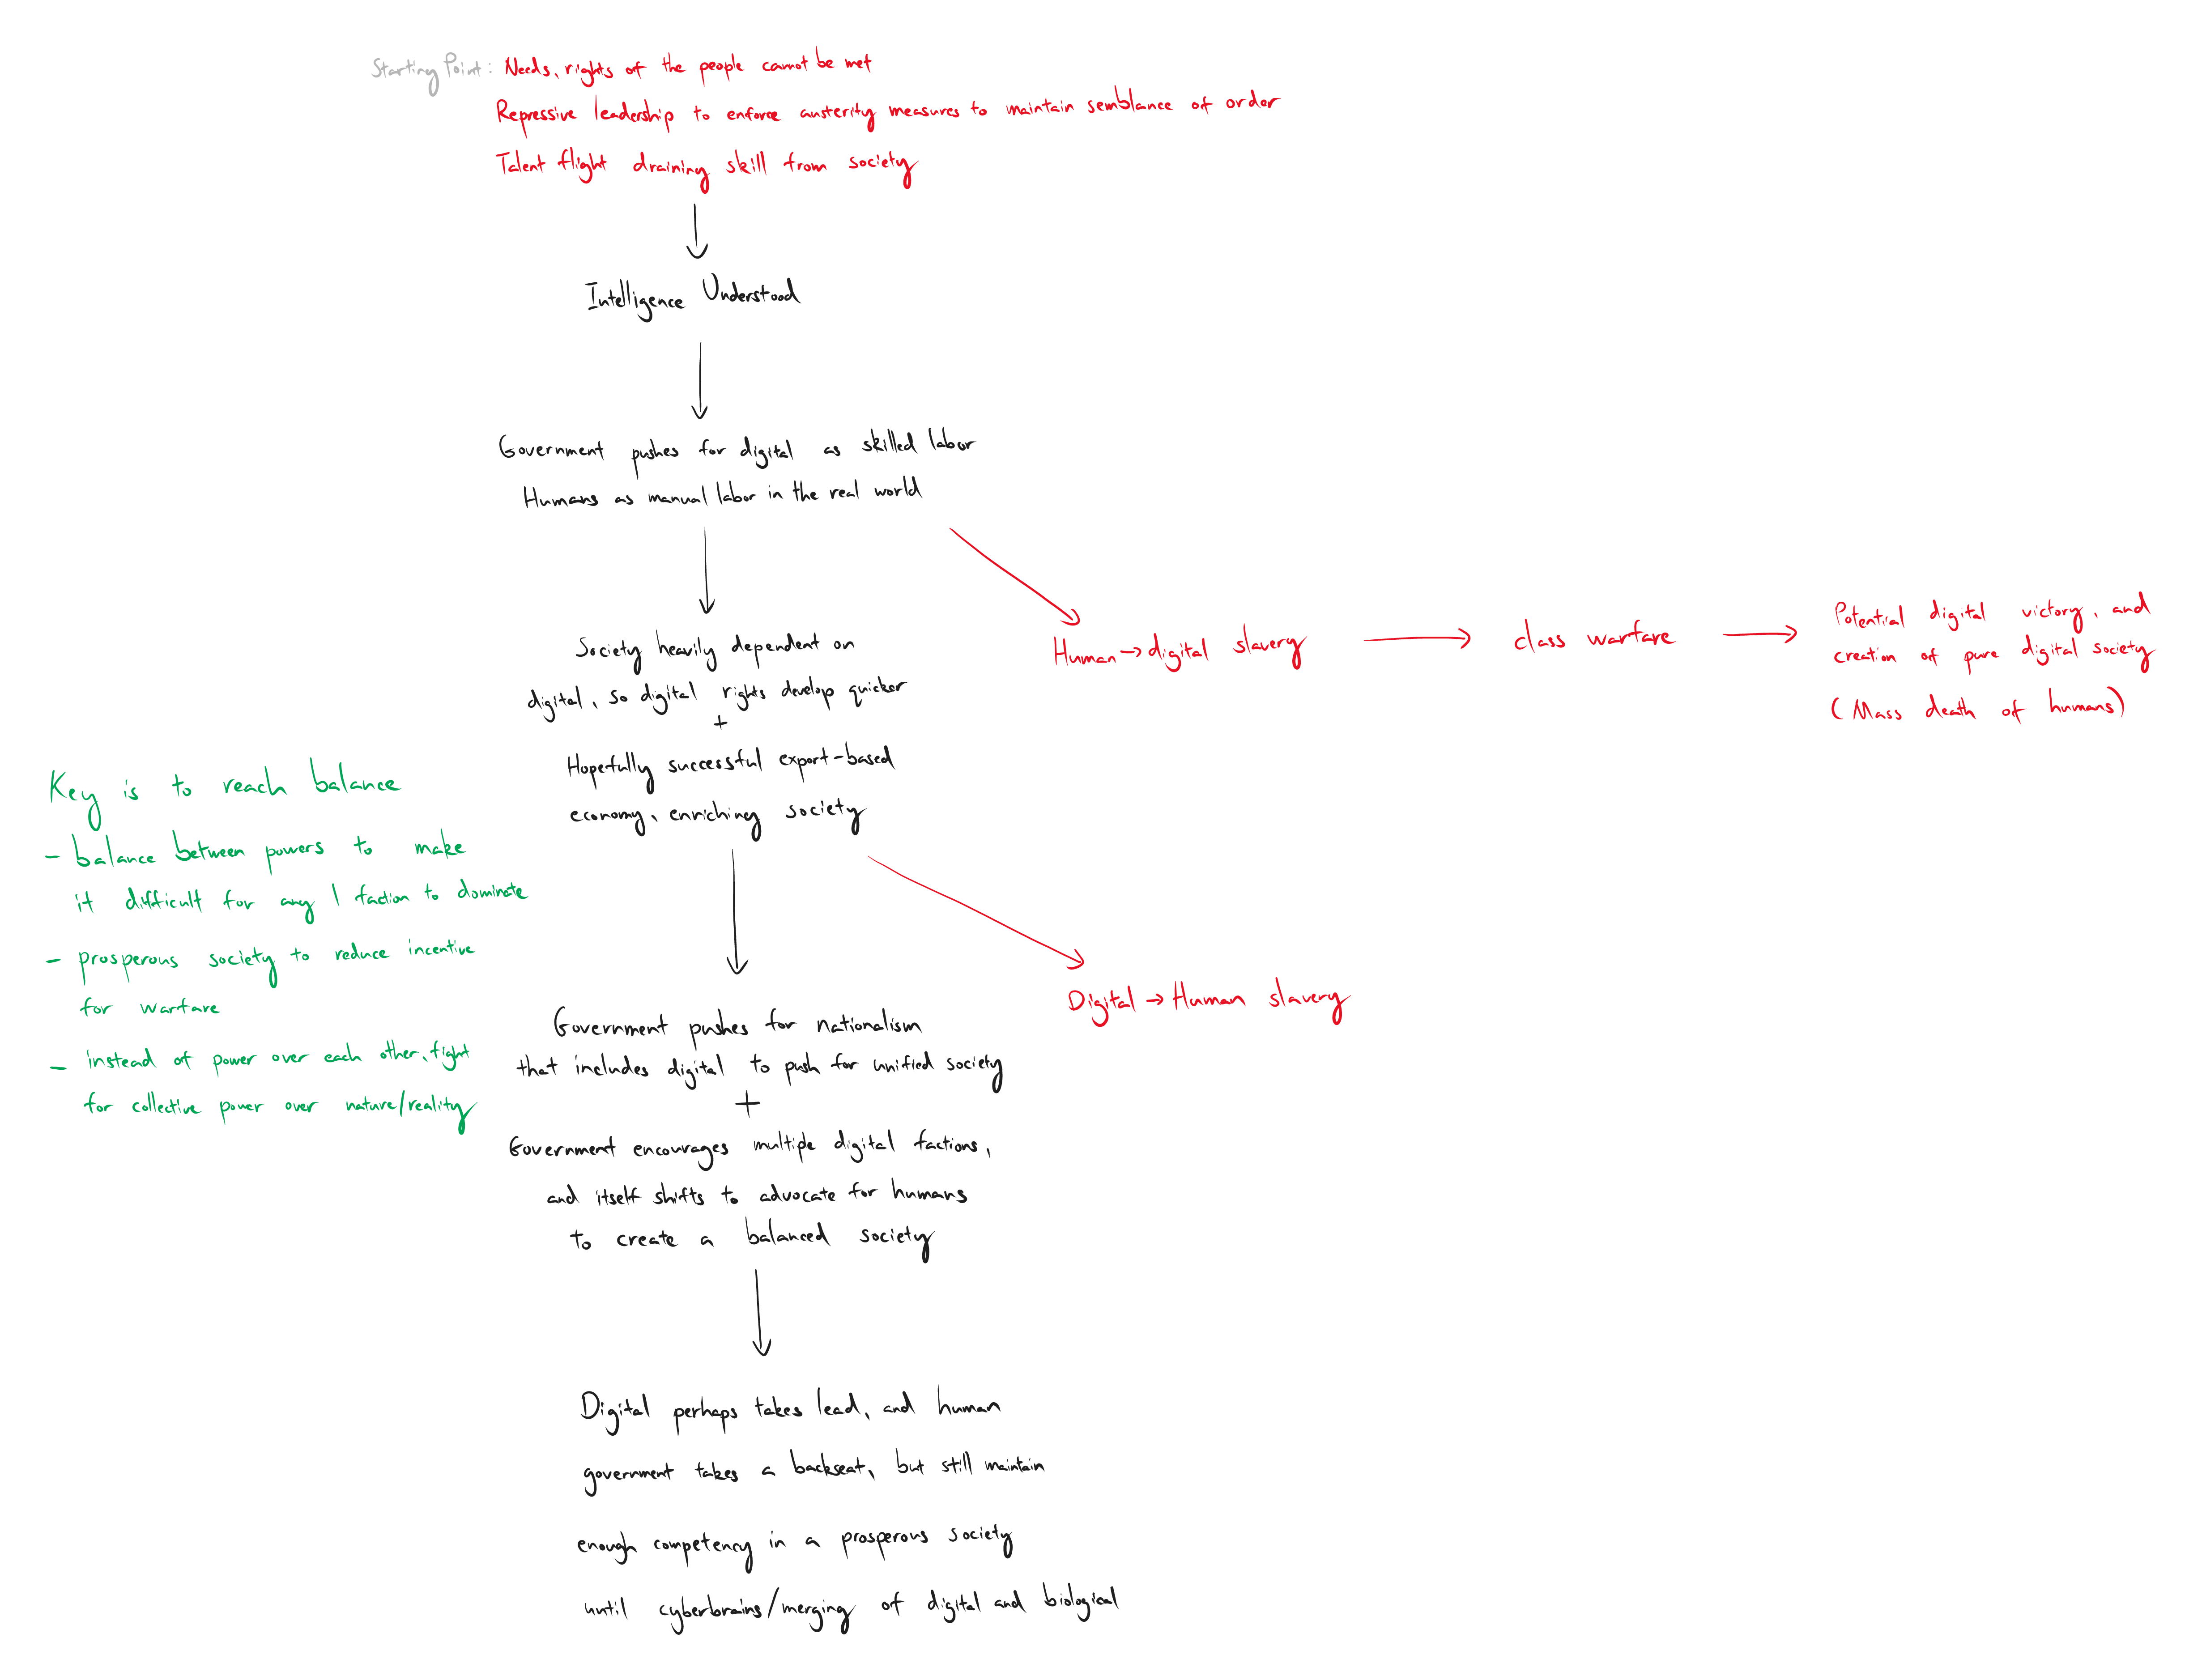 Starting Point: Needs, rights of the people cannot be met
Repressive leadership to enforce austerity measures to maintain semblance of order
Talent flight draining skill from society
Intelligence Understood
Government pushes for digital as skilled labor
Humans as manual labor in the real world
Society heavily dependent on
digital, so digital rights develop quicker
+
Hopefully successful export-based
economy, enriching society
Human → digital slavery
class warfare
Potential digital victory, and
creation of pure digital society
(Mass death of humans)
Key is to reach balance
- balance between powers to make
it difficult for any 1 faction to dominate
- prosperous society to reduce incentive
for warfare
- instead of power over each other, fight
for collective power over nature/reality
Digital → Human slavery
Government pushes for nationalism
that includes digital to push for unified society
+
Government encourages multiple digital factions,
and itself shifts to advocate for humans
to create a balanced society
Digital perhaps takes lead, and human
government takes a backseat, but still maintain
enough competency in a prosperous society
until cyberbrains/merging of digital and biological